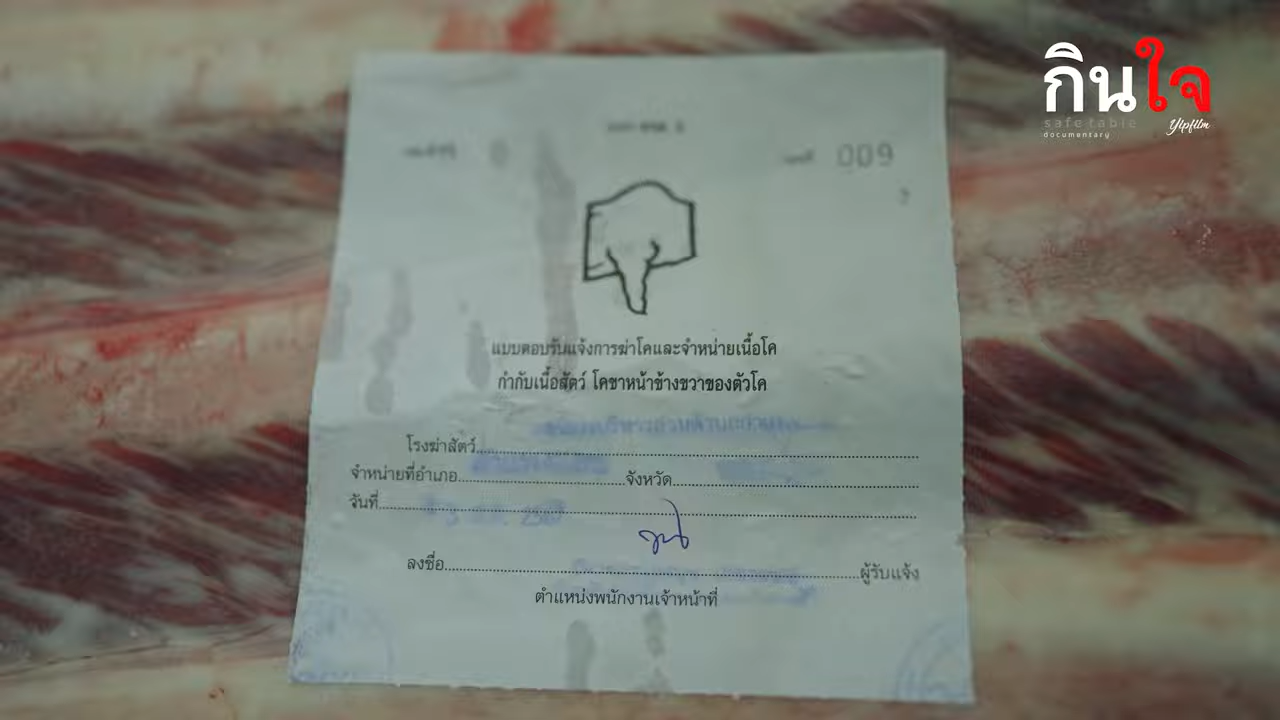 กินใจ
safe table
documentary
Yipfilm
009
แบบตอบรับแจ้งการฆ่าโคและจำหน่ายเนื้อโค
กำกับเนื้อสัตว์ โคขาหน้าข้างขวาของตัวโค
โรงฆ่าสัตว์
จำหน่ายที่อำเภอ จังหวัด
วันที่
ลงชื่อ ผู้รับแจ้ง
ตำแหน่งพนักงานเจ้าหน้าที่